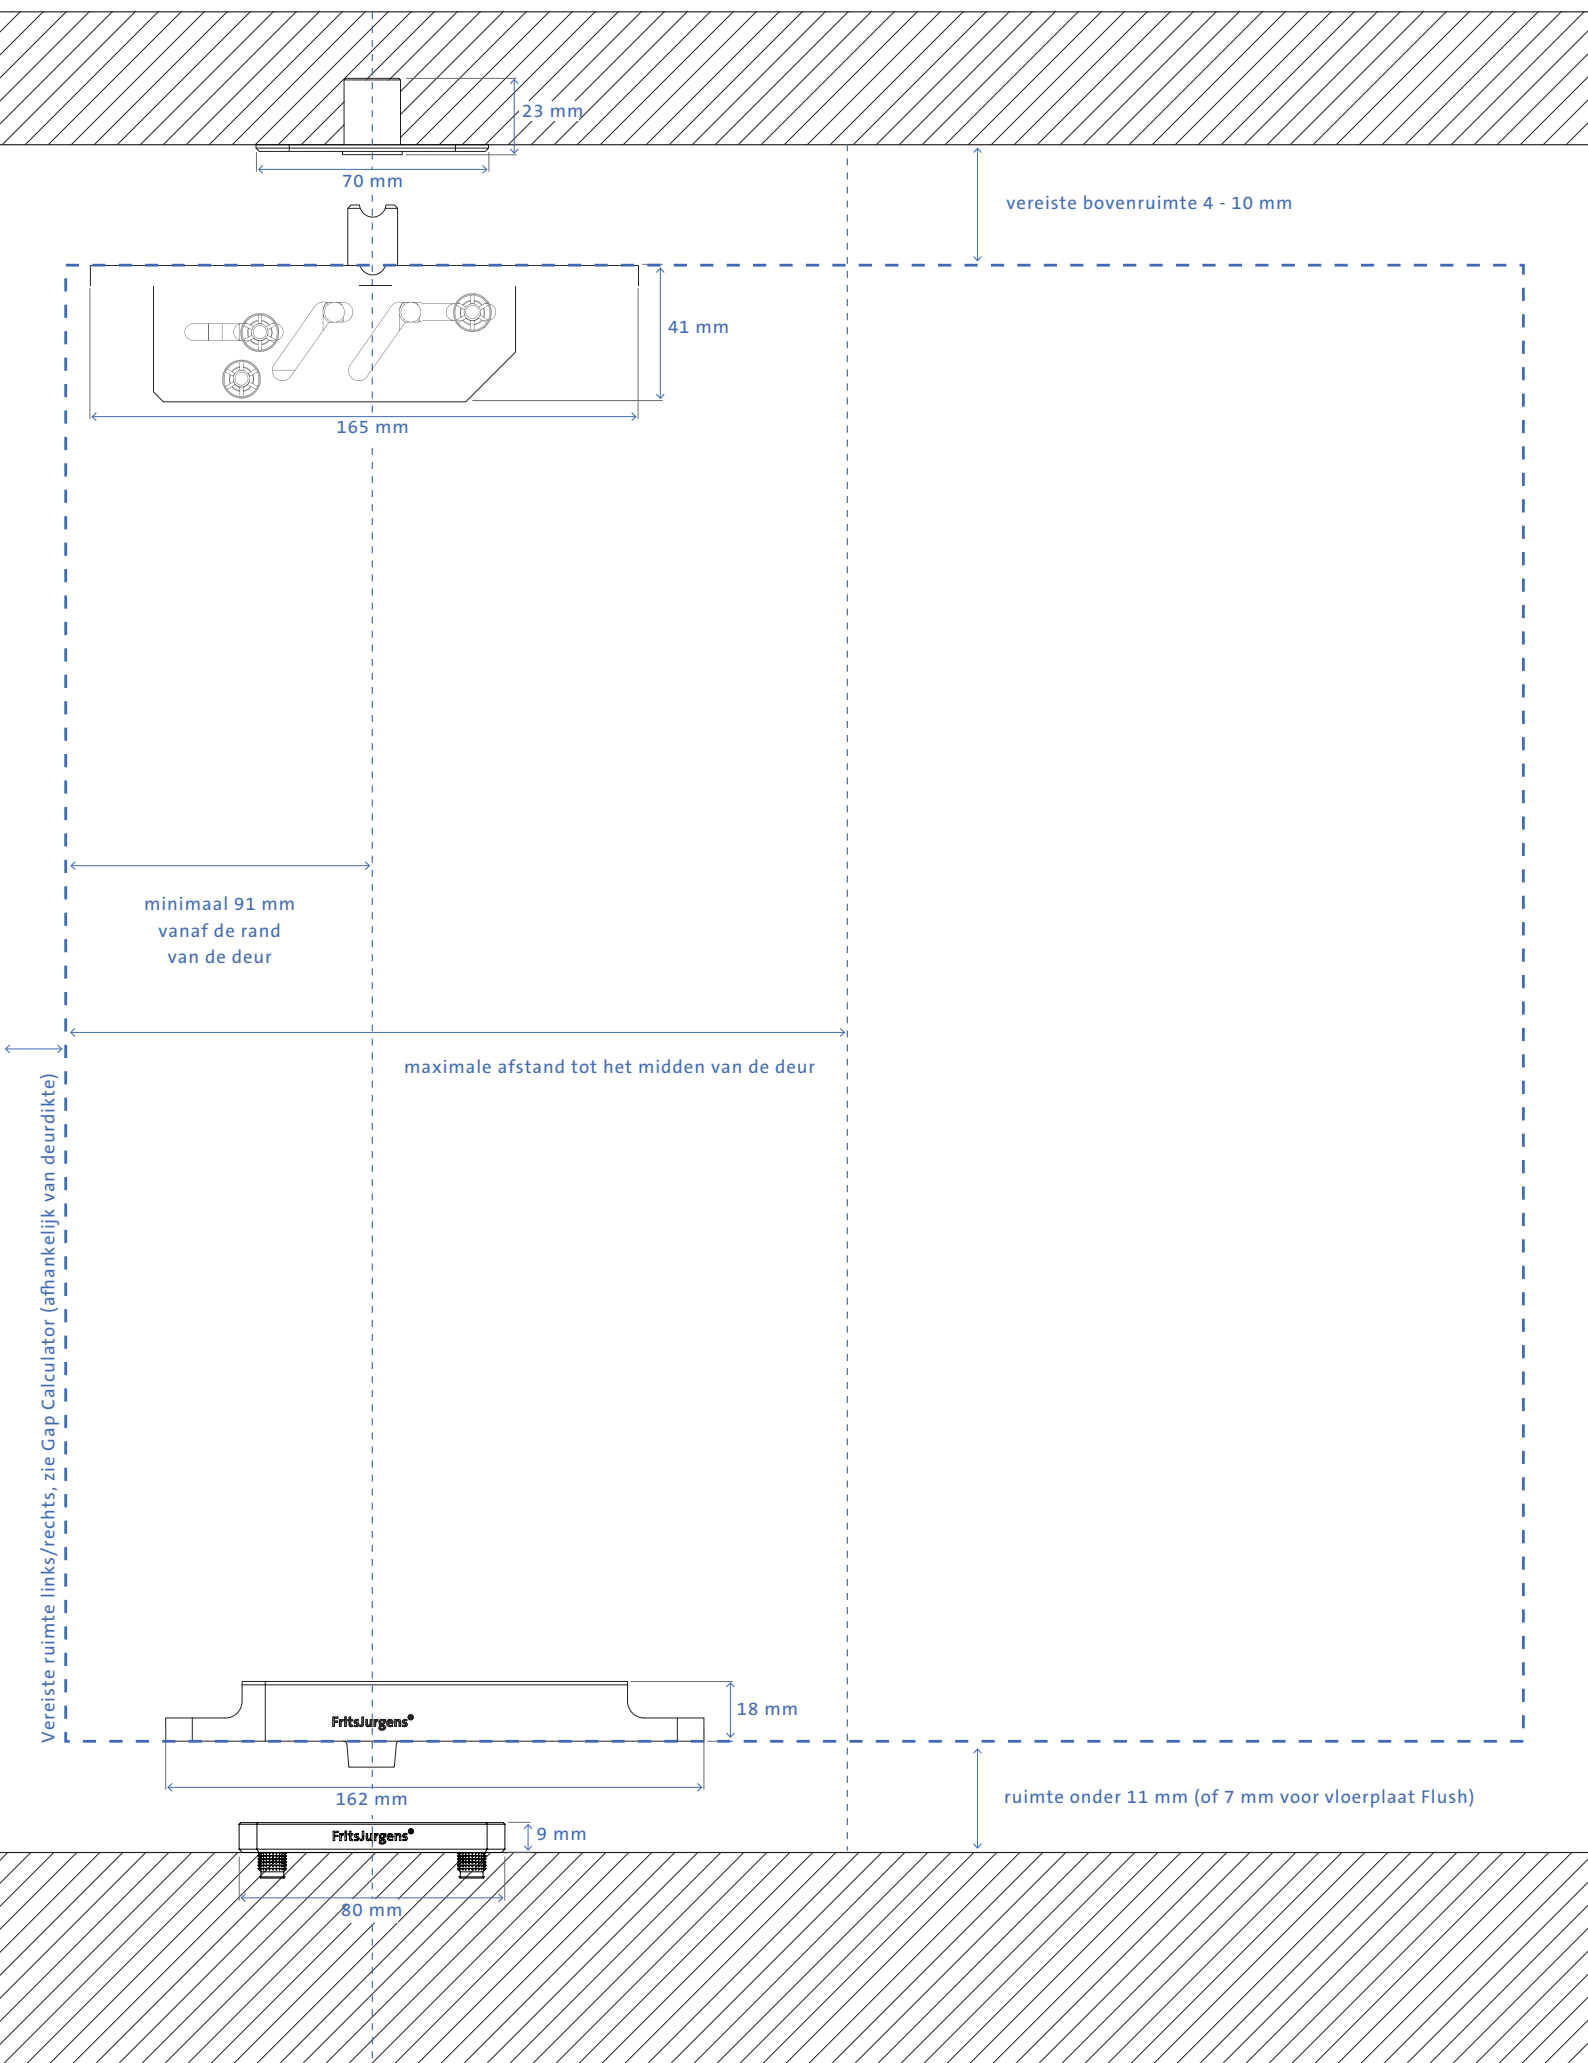 23 mm
70 mm
vereiste bovenruimte 4 - 10 mm
41 mm
165 mm
minimaal 91 mm
vanaf de rand
van de deur
maximale afstand tot het midden van de deur
Vereiste ruimte links/rechts, zie Gap Calculator (afhankelijk van deurdikte)
18 mm
FritsJurgens®
162 mm
ruimte onder 11 mm (of 7 mm voor vloerplaat Flush)
FritsJurgens®
9 mm
80 mm